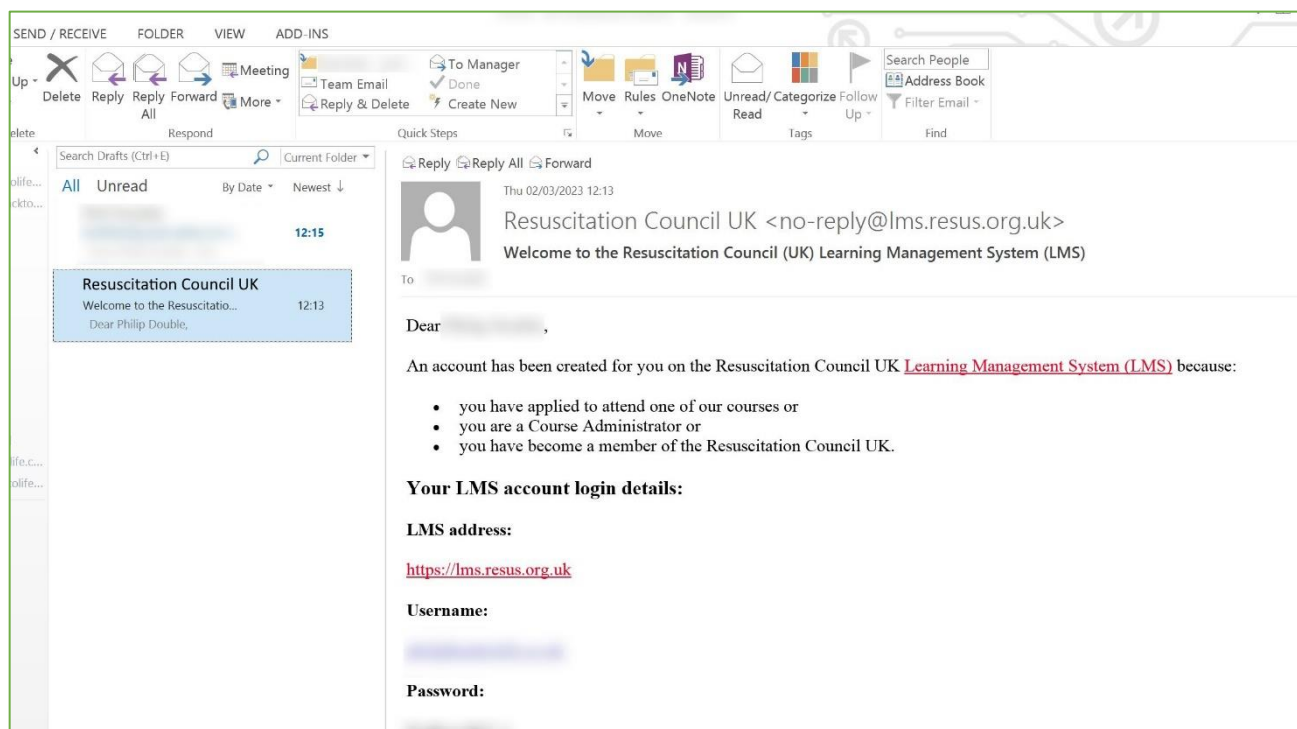 SEND / RECEIVE FOLDER VIEW ADD-INS
Up
Delete
Reply
Reply All
Forward
Meeting
More
Team Email
Reply & Delete
To Manager
Done
Create New
Move
Rules
OneNote
Unread/ Read
Categorize
Follow Up
Search People
Address Book
Filter Email
elete Respond Quick Steps Move Tags Find
Search Drafts (Ctrl+E) Current Folder
All Unread By Date Newest ↓
12:15
Resuscitation Council UK
Welcome to the Resuscitatio... 12:13
Dear Philip Double,
olife...
ckto...
life.c...
olife...
Reply Reply All Forward
Thu 02/03/2023 12:13
Resuscitation Council UK <no-reply@lms.resus.org.uk>
Welcome to the Resuscitation Council (UK) Learning Management System (LMS)
To
Dear ,
An account has been created for you on the Resuscitation Council UK Learning Management System (LMS) because:
• you have applied to attend one of our courses or
• you are a Course Administrator or
• you have become a member of the Resuscitation Council UK.
Your LMS account login details:
LMS address:
https://lms.resus.org.uk
Username:
Password: